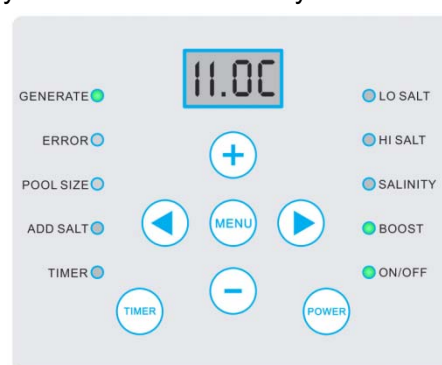 11.0C
GENERATE
LO SALT
ERROR
HI SALT
+
POOL SIZE
SALINITY
ADD SALT
MENU
BOOST
TIMER
ON/OFF
−
TIMER
POWER